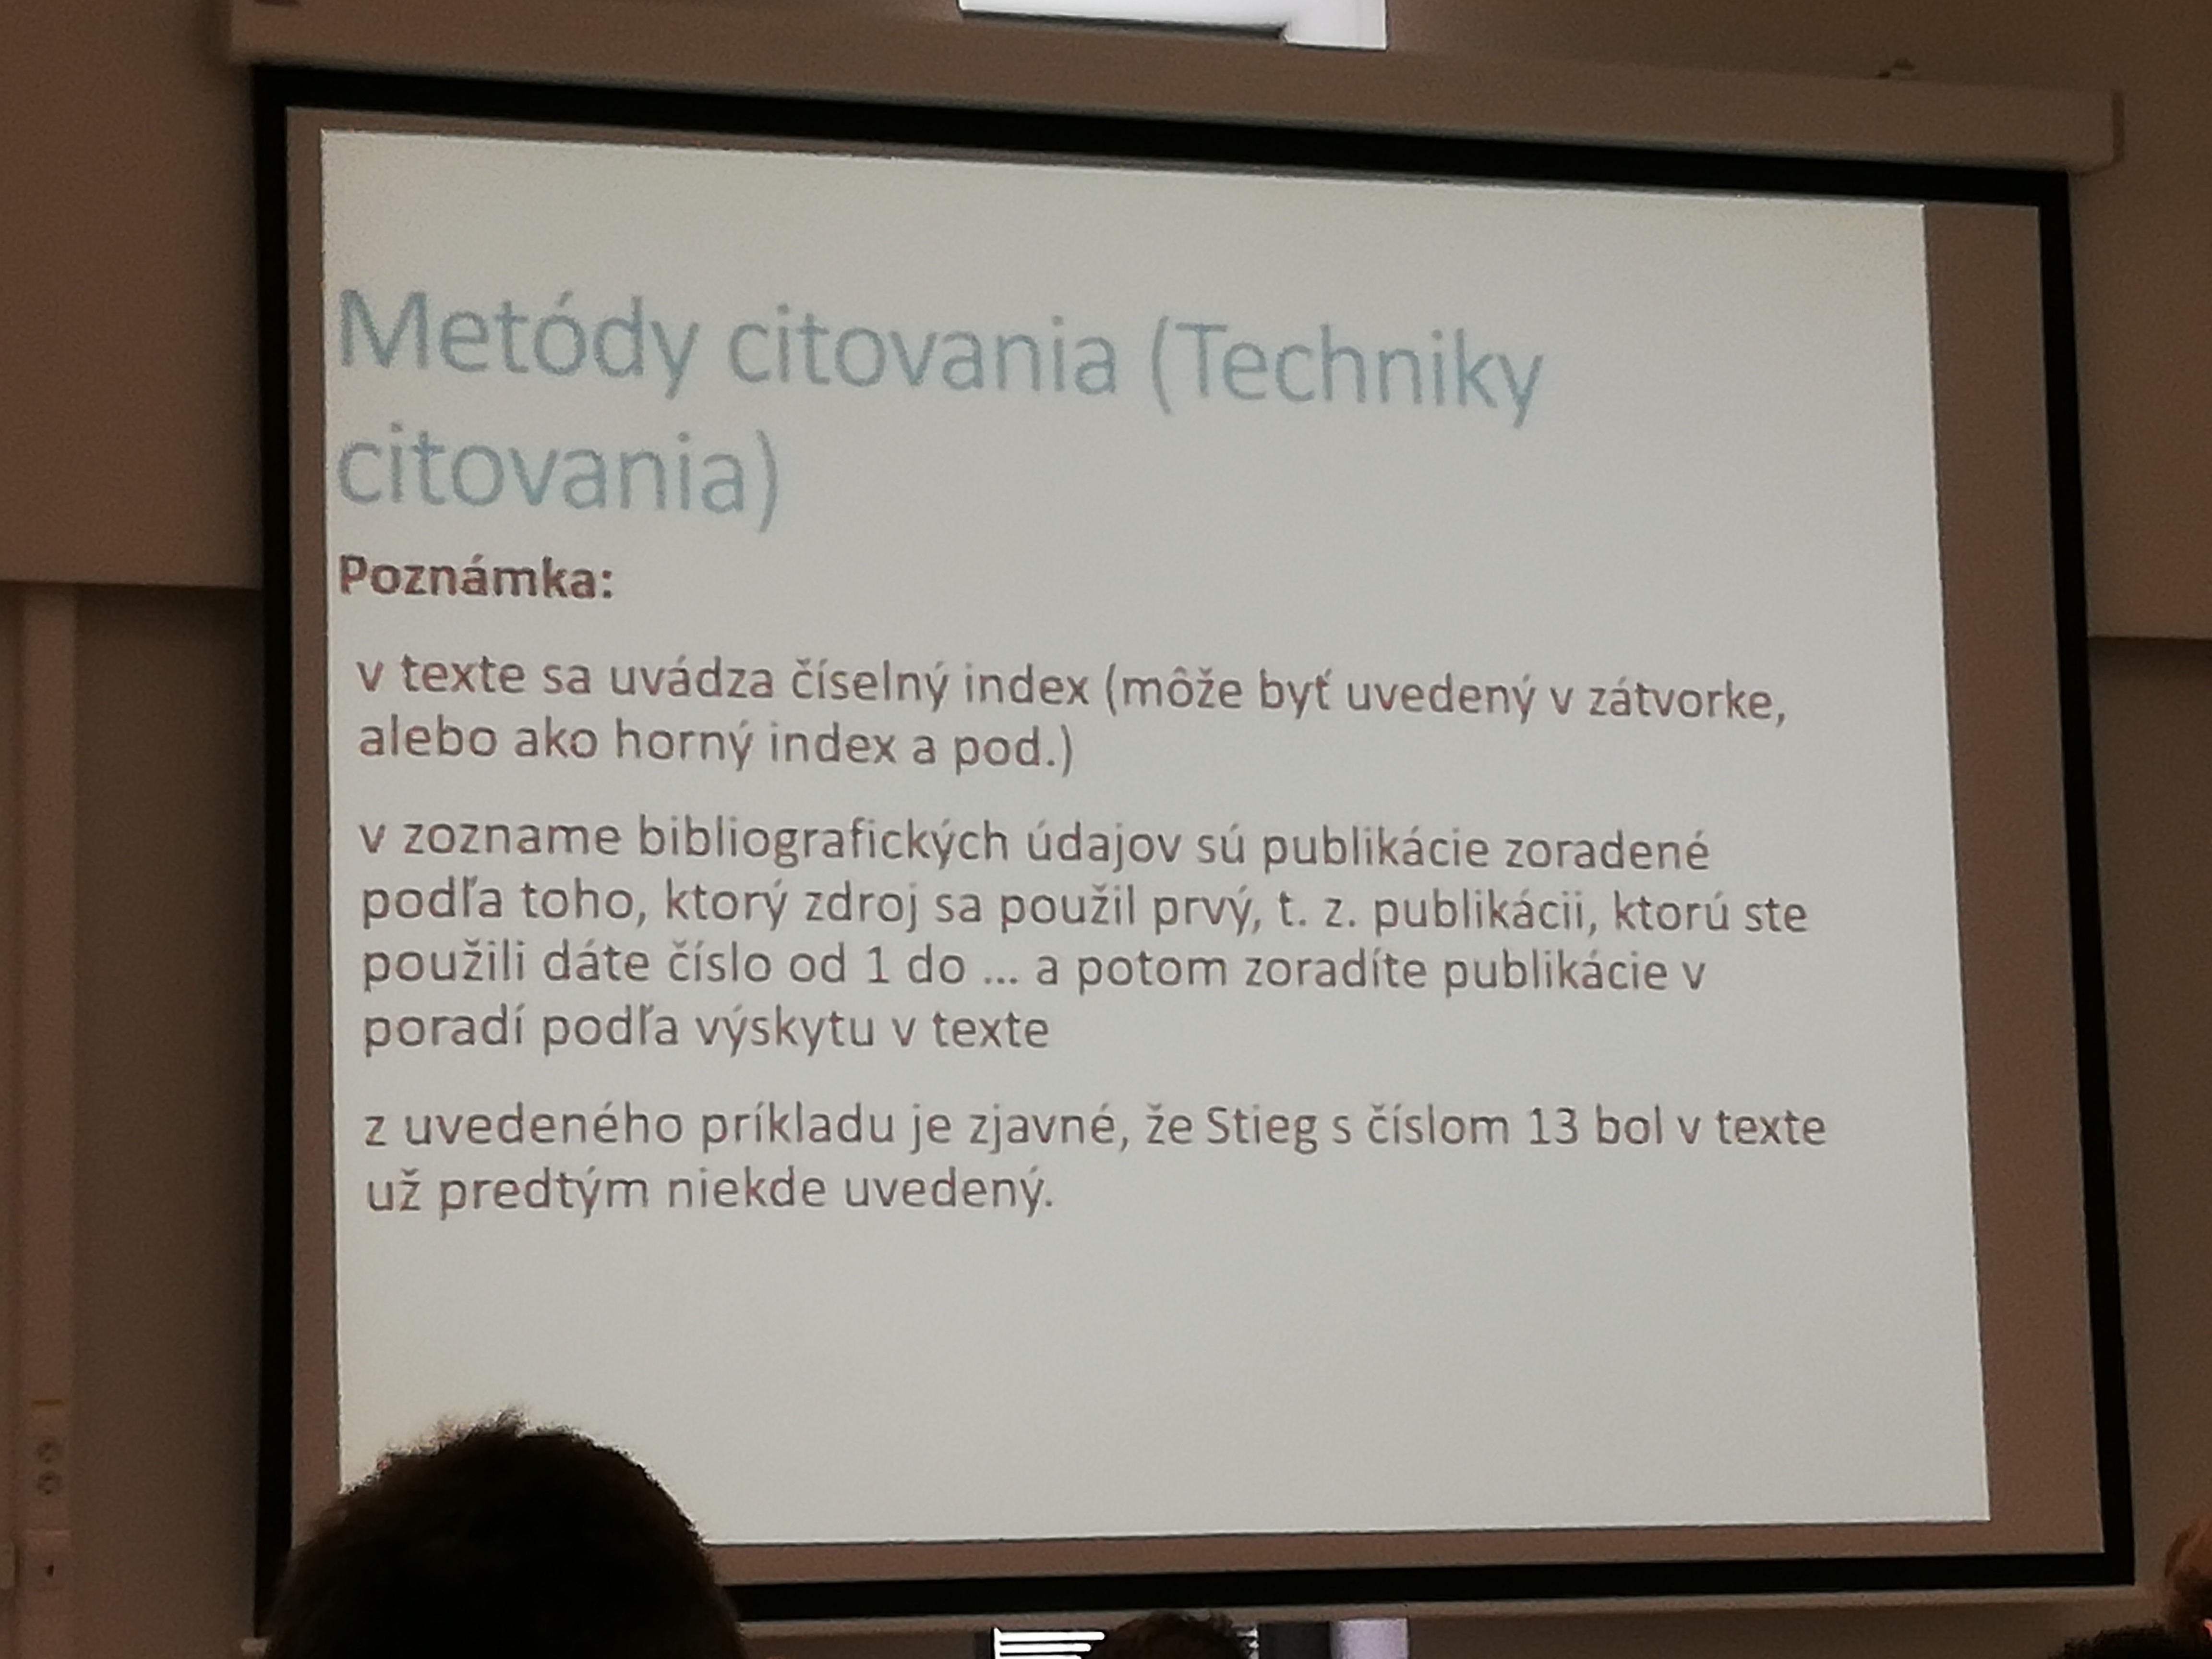 Metódy citovania (Techniky
citovania)
Poznámka:
v texte sa uvádza číselný index (môže byť uvedený v zátvorke,
alebo ako horný index a pod.)
v zozname bibliografických údajov sú publikácie zoradené
podľa toho, ktorý zdroj sa použil prvý, t. z. publikácii, ktorú ste
použili dáte číslo od 1 do ... a potom zoradíte publikácie v
poradí podľa výskytu v texte
z uvedeného príkladu je zjavné, že Stieg s číslom 13 bol v texte
už predtým niekde uvedený.